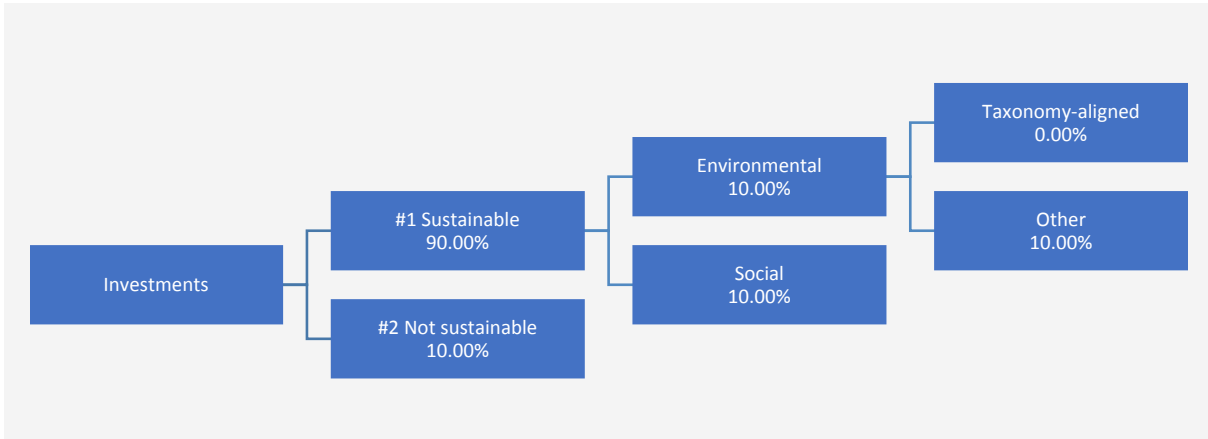 Investments
#1 Sustainable
90.00%
#2 Not sustainable
10.00%
Environmental
10.00%
Social
10.00%
Taxonomy-aligned
0.00%
Other
10.00%